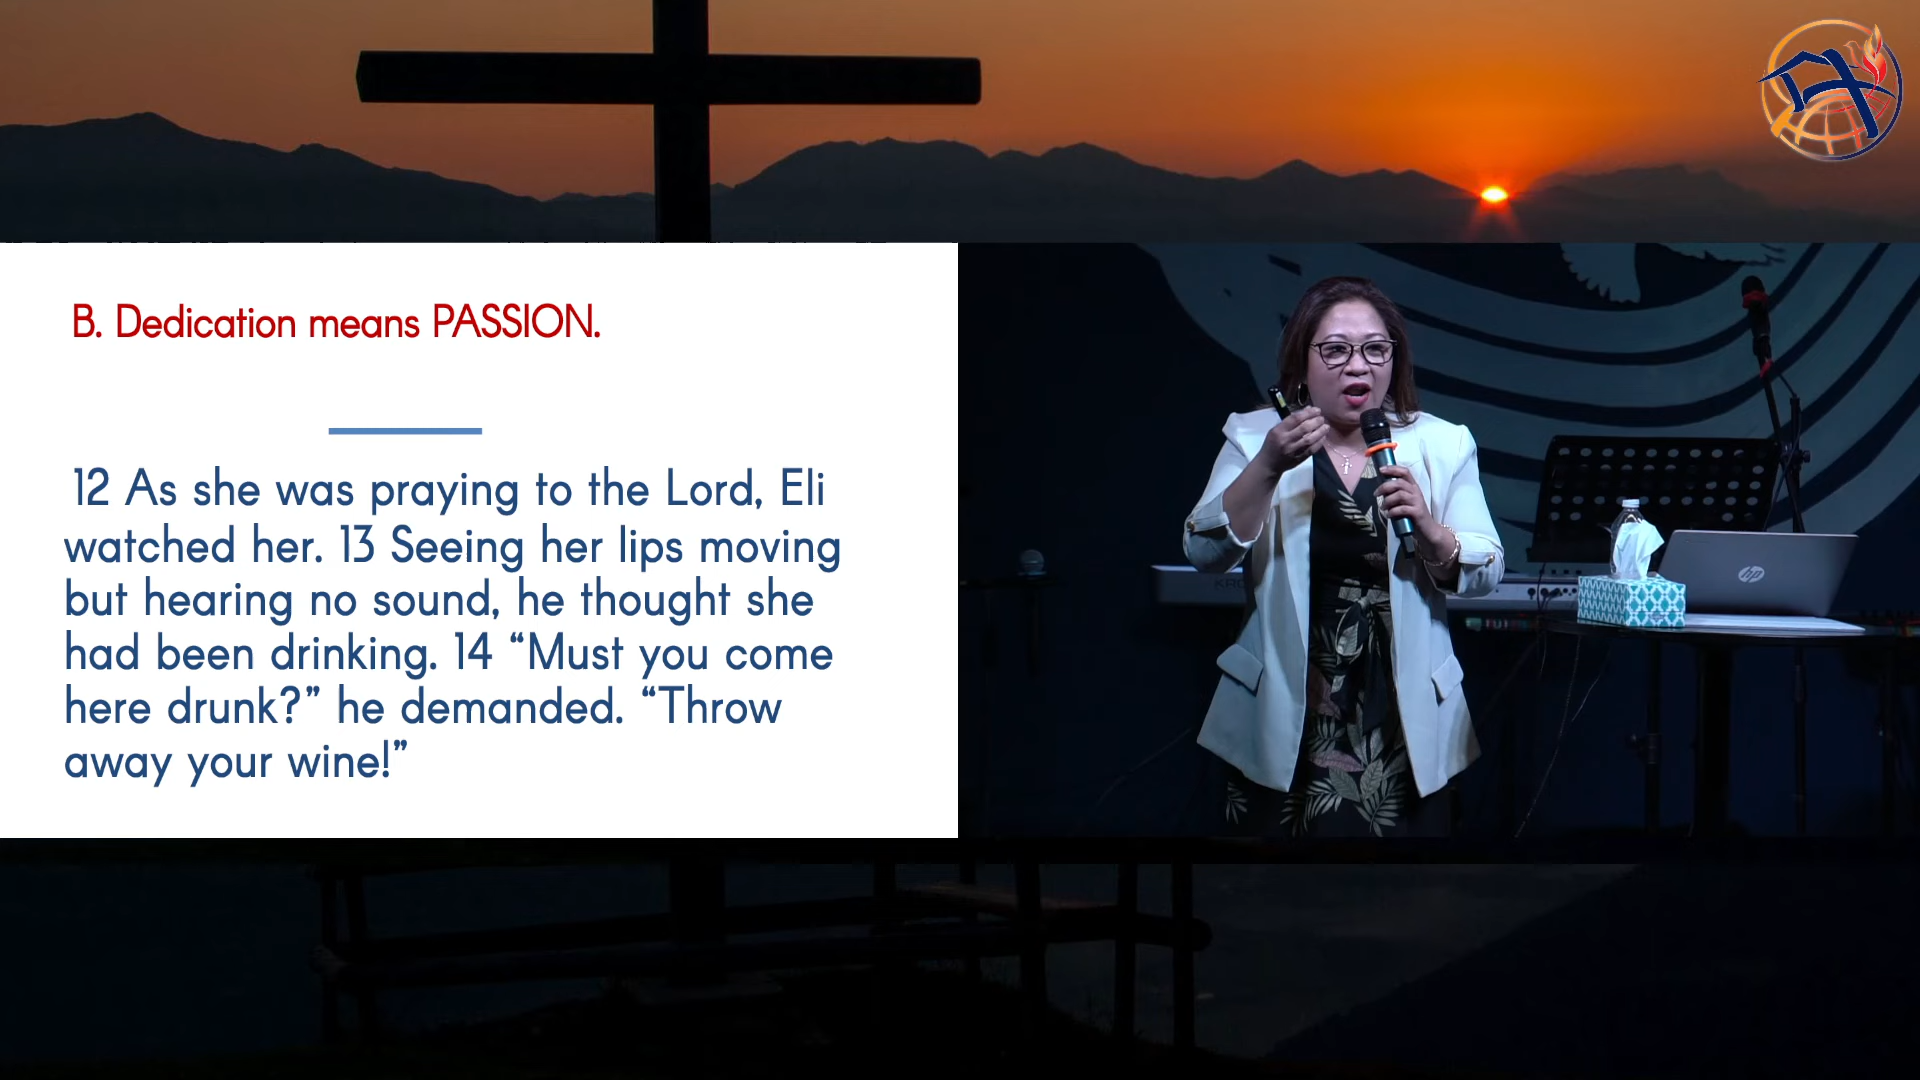 B. Dedication means PASSION.
12 As she was praying to the Lord, Eli
watched her. 13 Seeing her lips moving
but hearing no sound, he thought she
had been drinking. 14 “Must you come
here drunk?” he demanded. “Throw
away your wine!”
hp